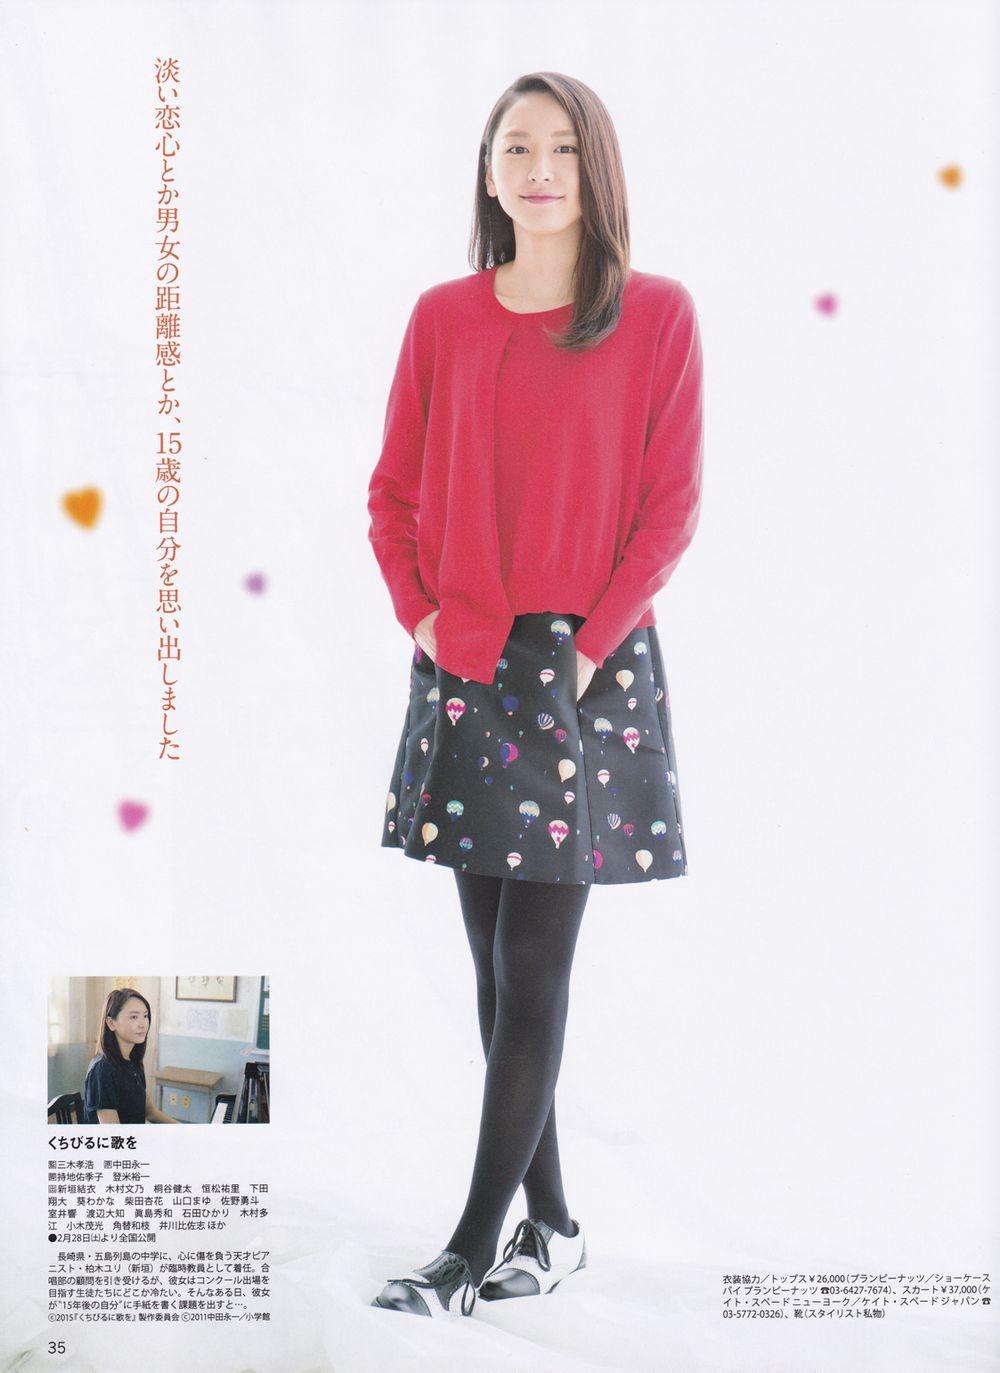 淡い恋心とか男女の距離感とか、15歳の自分を思い出しました
くちびるに歌を
監三木孝浩　原中田永一
脚持地佑季子　登米裕一
出新垣結衣　木村文乃　桐谷健太　恒松祐里　下田
翔大　葵わかな　柴田杏花　山口まゆ　佐野勇斗
室井響　渡辺大知　眞島秀和　石田ひかり　木村多
江　小木茂光　角替和枝　井川比佐志 ほか
●2月28日(土)より全国公開
長崎県・五島列島の中学に、心に傷を負う天才ピア
ニスト・柏木ユリ（新垣）が臨時教員として着任。合
唱部の顧問を引き受けるが、彼女はコンクール出場を
目指す生徒たちにどこか冷たい。そんなある日、彼女
が“15年後の自分”に手紙を書く課題を出すと…。
©2015『くちびるに歌を』製作委員会 ©2011中田永一／小学館
35
衣装協力／トップス￥26,000（プランピーナッツ／ショーケース
バイ プランピーナッツ ☎03-6427-7674）、スカート￥37,000（ケ
イト・スペード ニューヨーク／ケイト・スペード ジャパン ☎
03-5772-0326）、靴（スタイリスト私物）